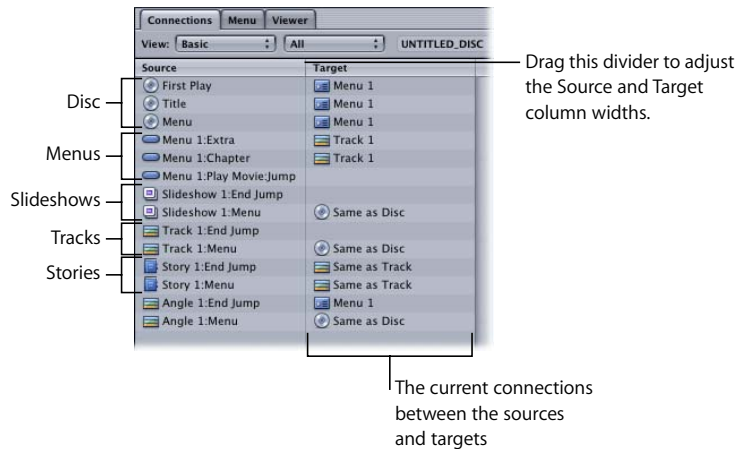 Connections Menu Viewer
View: Basic All UNTITLED_DISC
Source Target
First Play Menu 1
Title Menu 1
Menu Menu 1
Menu 1:Extra Track 1
Menu 1:Chapter Track 1
Menu 1:Play Movie:Jump
Slideshow 1:End Jump
Slideshow 1:Menu Same as Disc
Track 1:End Jump
Track 1:Menu Same as Disc
Story 1:End Jump Same as Track
Story 1:Menu Same as Track
Angle 1:End Jump Menu 1
Angle 1:Menu Same as Disc
Disc
Menus
Slideshows
Tracks
Stories
Drag this divider to adjust
the Source and Target
column widths.
The current connections
between the sources
and targets